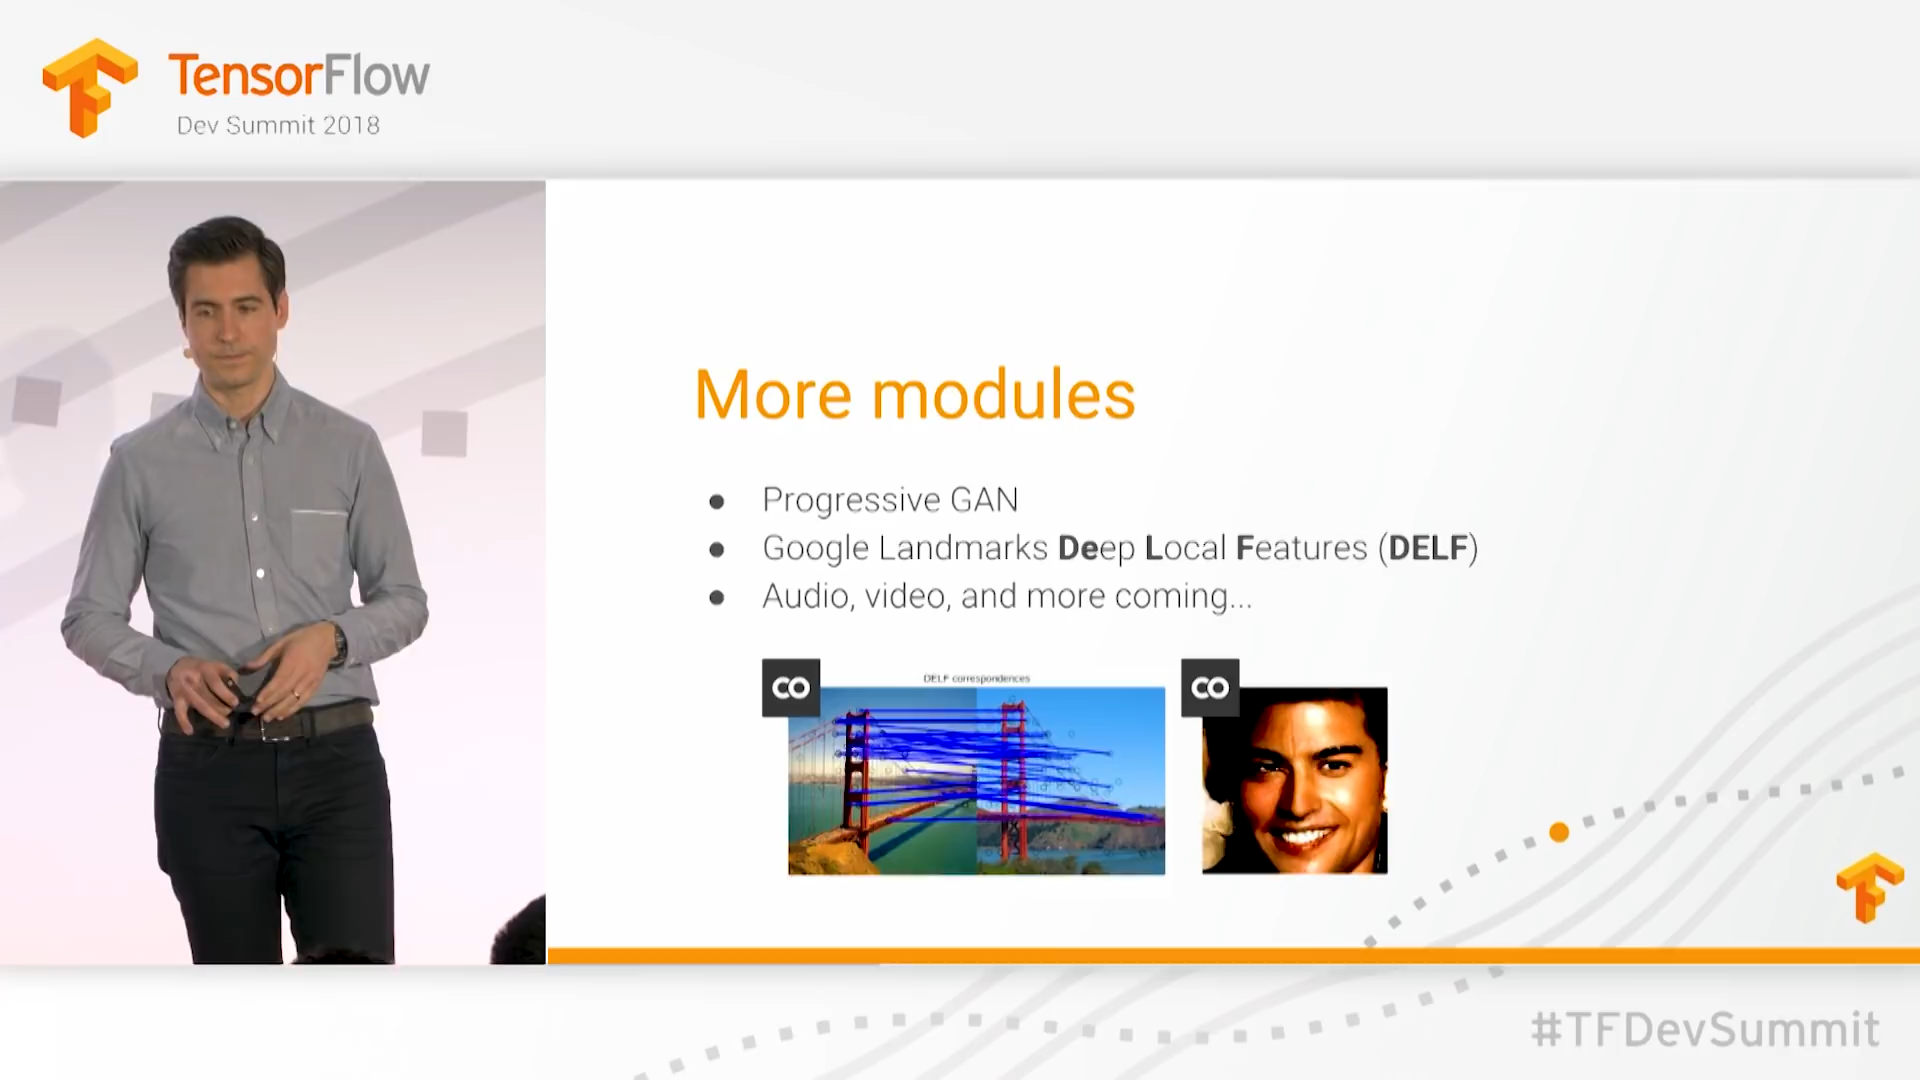 TensorFlow
Dev Summit 2018
More modules
● Progressive GAN
● Google Landmarks Deep Local Features (DELF)
● Audio, video, and more coming...
CO
DELF correspondences
CO
#TFDevSummit